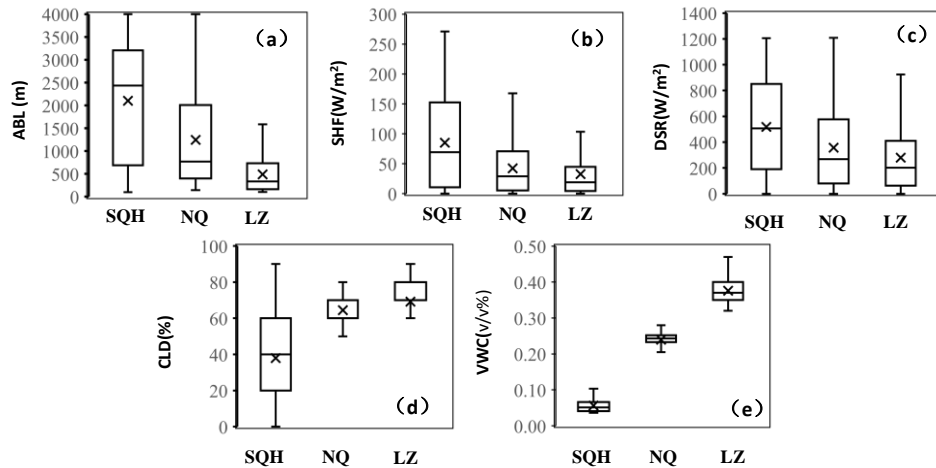 (a)
ABL (m)
4000
3500
3000
2500
2000
1500
1000
500
0
SQH NQ LZ
(b)
SHF(W/m²)
300
250
200
150
100
50
0
SQH NQ LZ
(c)
DSR(W/m²)
1400
1200
1000
800
600
400
200
0
SQH NQ LZ
(d)
CLD(%)
100
80
60
40
20
0
SQH NQ LZ
(e)
VWC(v/v%)
0.50
0.40
0.30
0.20
0.10
0.00
SQH NQ LZ